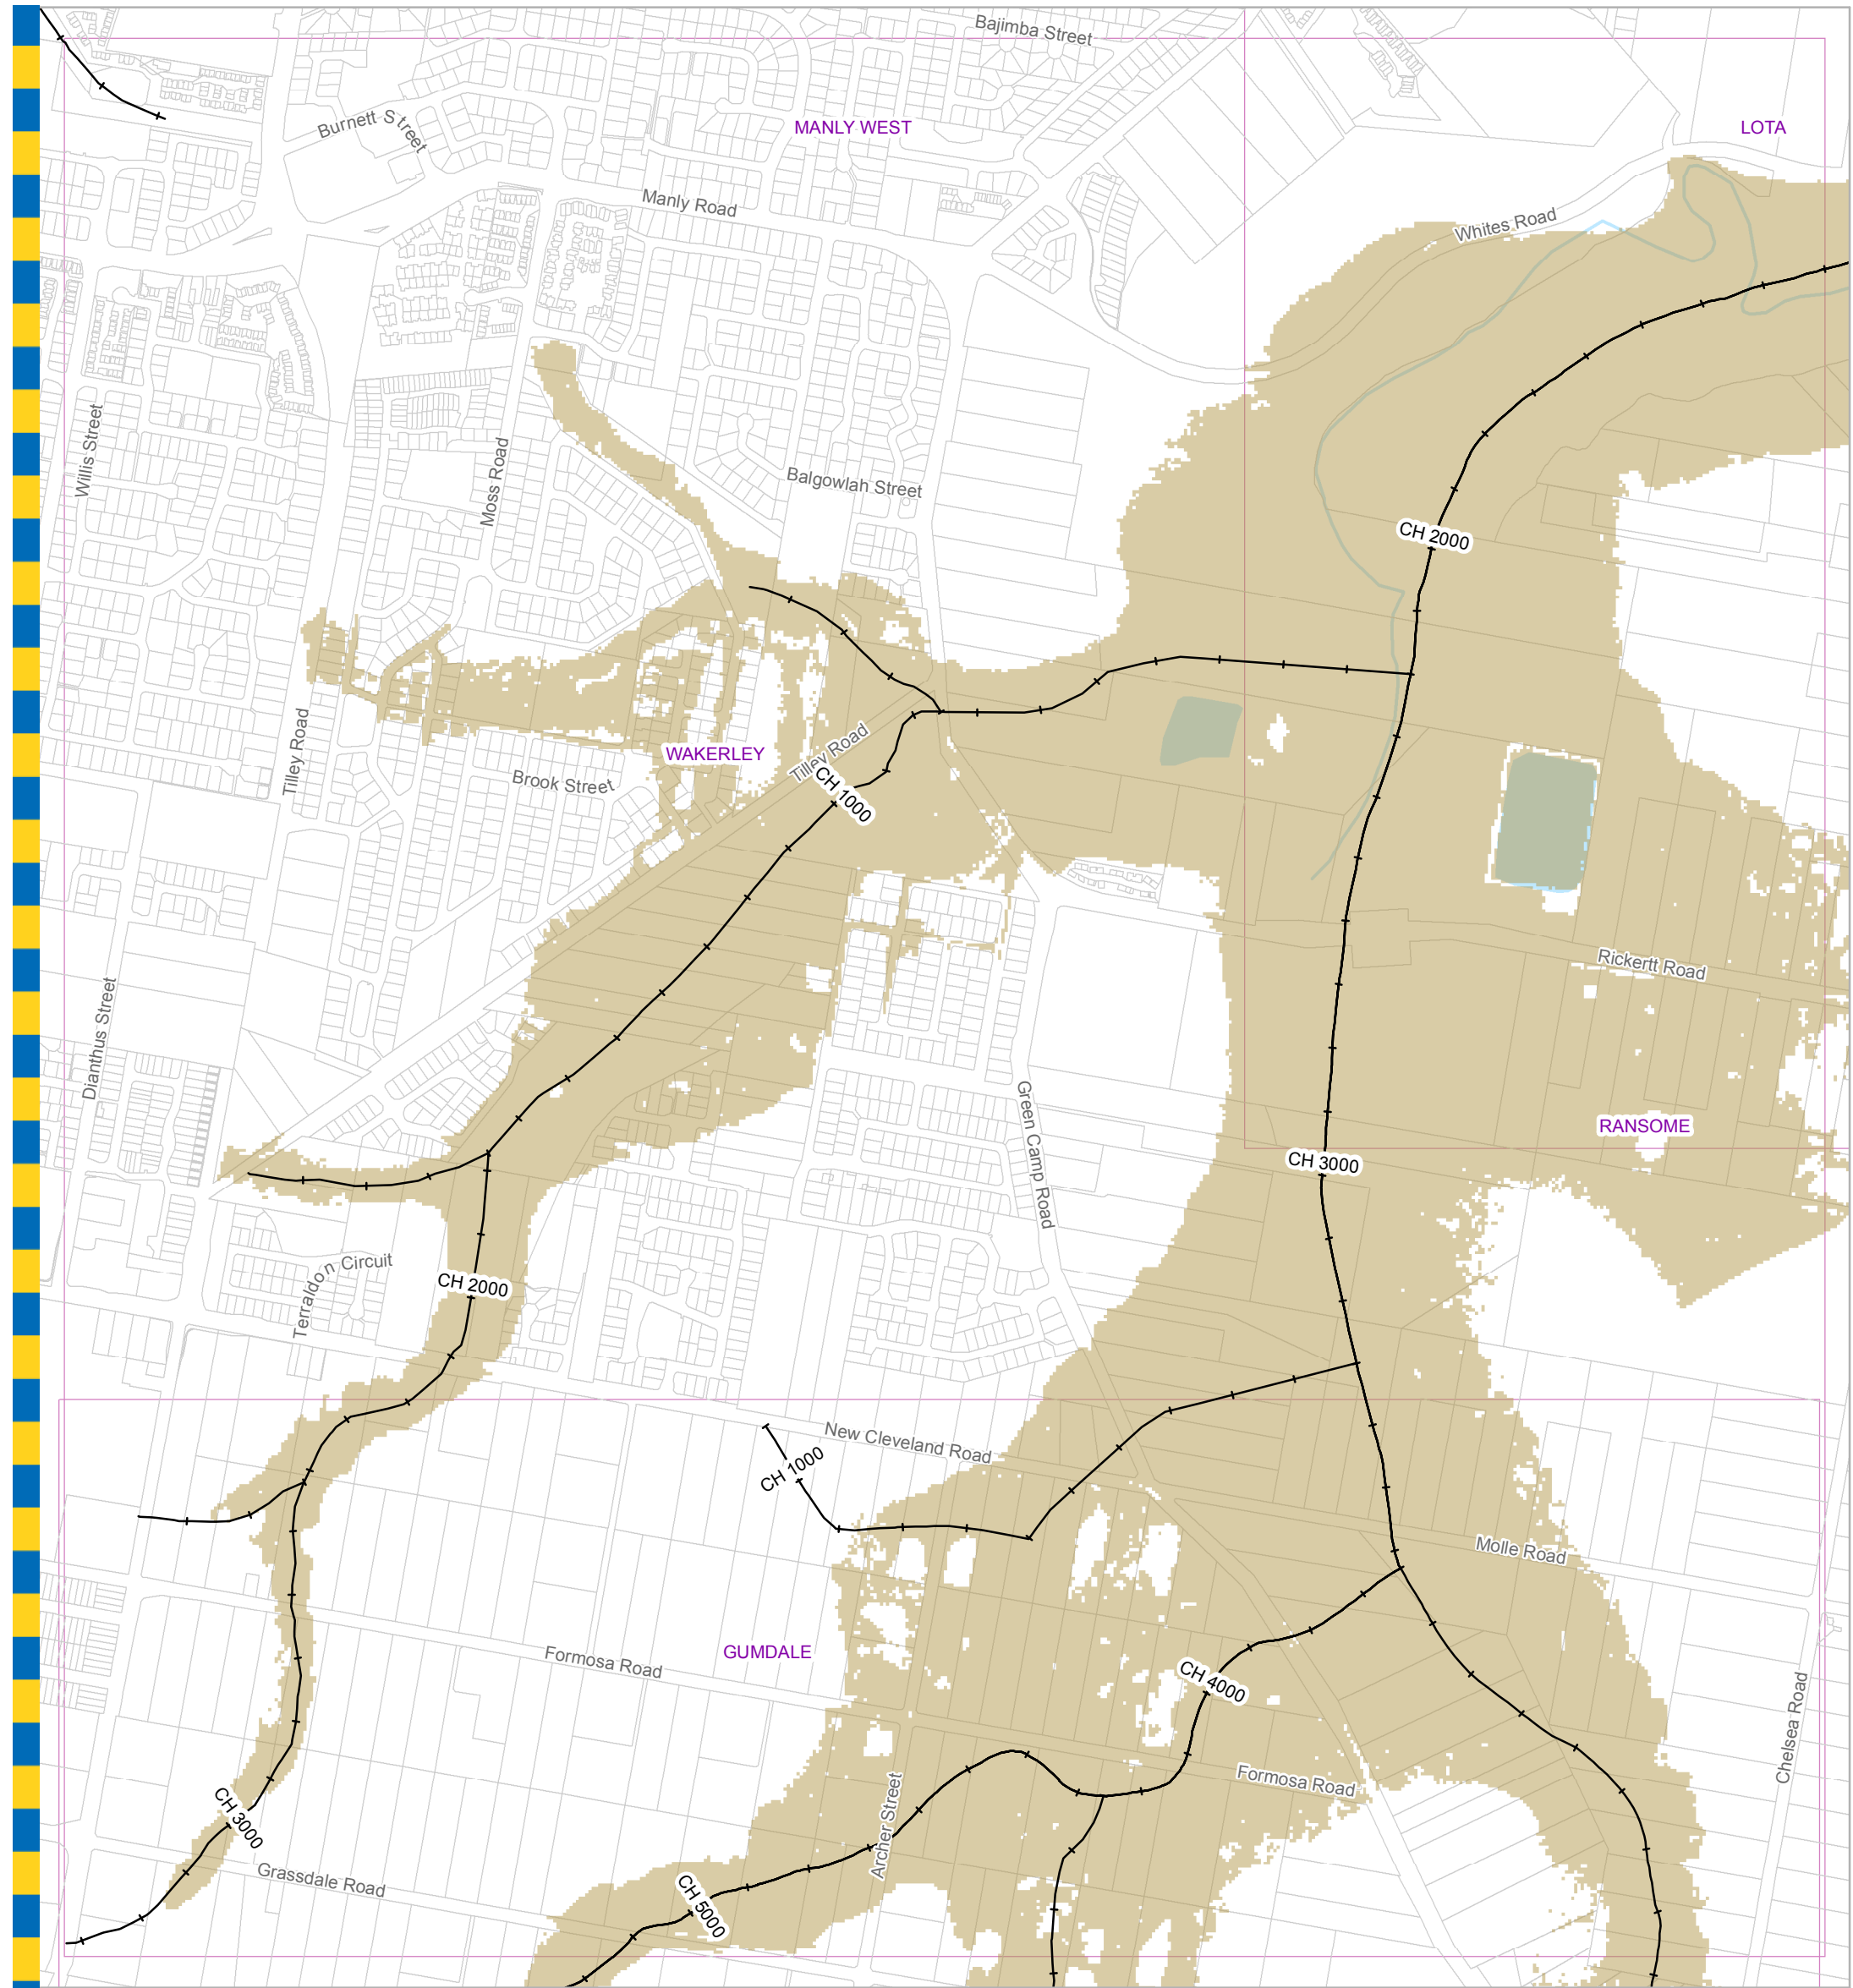 Bajimba Street
Burnett Street
MANLY WEST
LOTA
Manly Road
Whites Road
Willis Street
Moss Road
Balgowlah Street
CH 2000
Tilley Road
WAKERLEY
Tilley Road
Brook Street
CH 1000
Rickertt Road
Dianthus Street
Green Camp Road
RANSOME
CH 3000
Terraldon Circuit
CH 2000
New Cleveland Road
CH 1000
Molle Road
Formosa Road
GUMDALE
CH 4000
Chelsea Road
Formosa Road
Archer Street
CH 3000
Grassdale Road
CH 5000